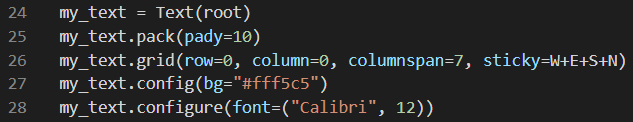 24 my_text = Text(root)
25 my_text.pack(pady=10)
26 my_text.grid(row=0, column=0, columnspan=7, sticky=W+E+S+N)
27 my_text.config(bg="#fff5c5")
28 my_text.configure(font=("Calibri", 12))